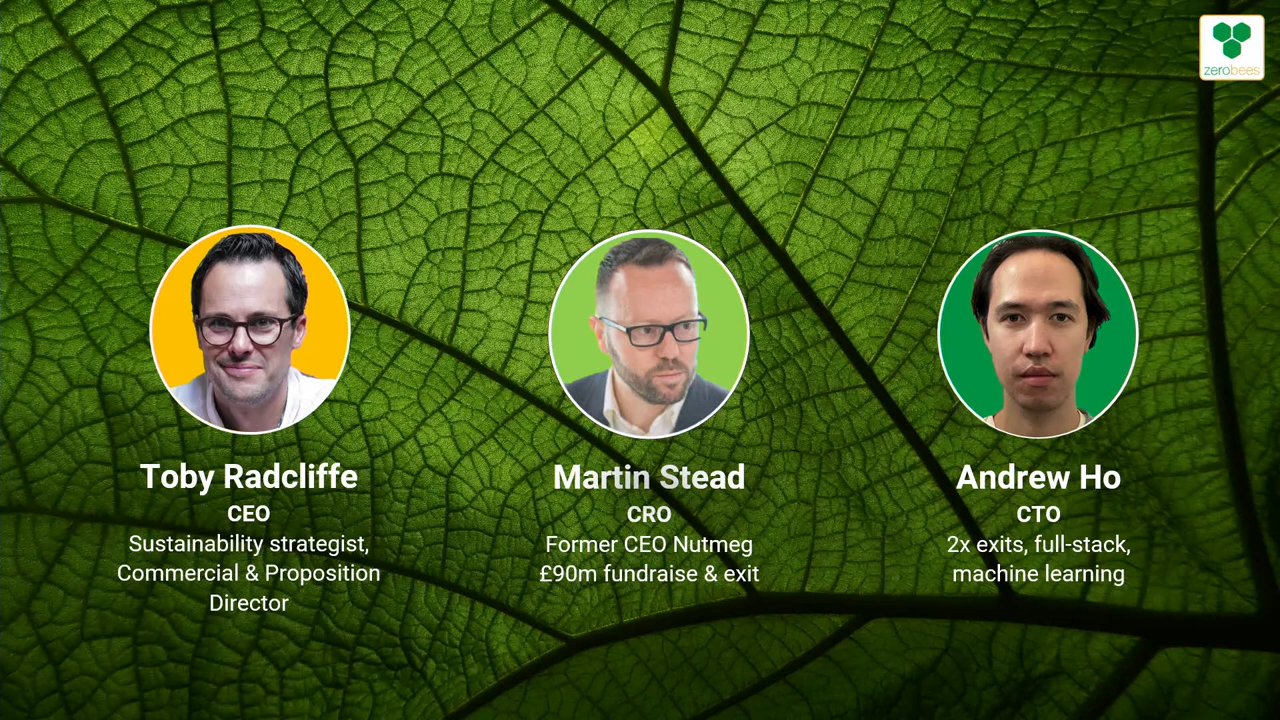 zerobees
Toby Radcliffe
CEO
Sustainability strategist,
Commercial & Proposition
Director
Martin Stead
CRO
Former CEO Nutmeg
£90m fundraise & exit
Andrew Ho
CTO
2x exits, full-stack,
machine learning